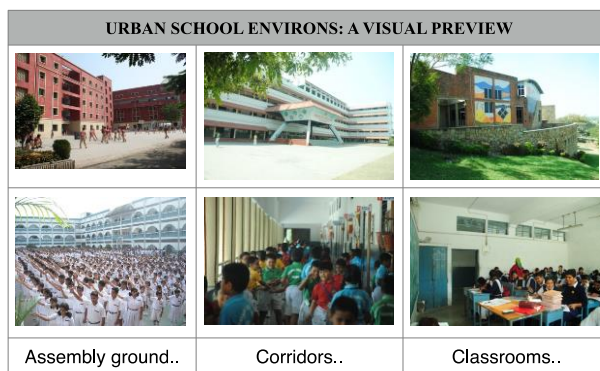 URBAN SCHOOL ENVIRONS: A VISUAL PREVIEW
Assembly ground..
Corridors..
Classrooms..